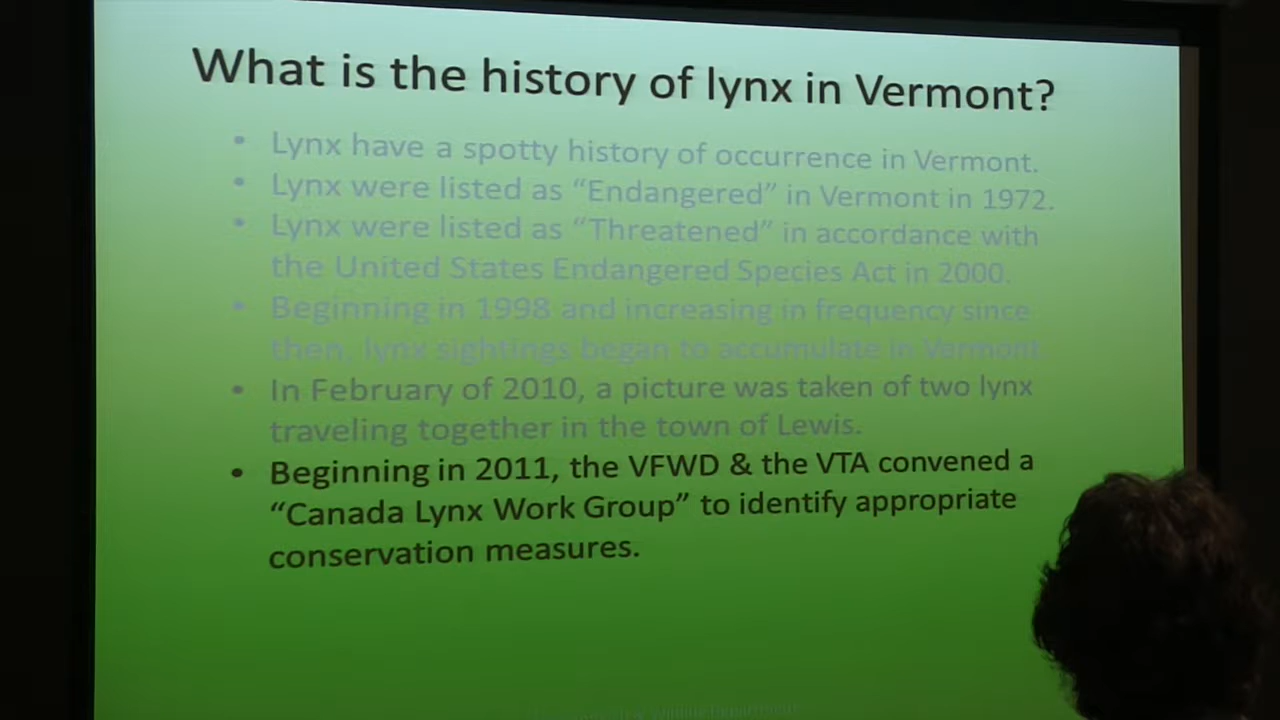 What is the history of lynx in Vermont?
• Lynx have a spotty history of occurrence in Vermont.
• Lynx were listed as “Endangered” in Vermont in 1972.
• Lynx were listed as “Threatened” in accordance with
the United States Endangered Species Act in 2000.
• Beginning in 1998 and increasing in frequency since
then, lynx sightings began to accumulate in Vermont.
• In February of 2010, a picture was taken of two lynx
traveling together in the town of Lewis.
• Beginning in 2011, the VFWD & the VTA convened a
“Canada Lynx Work Group” to identify appropriate
conservation measures.